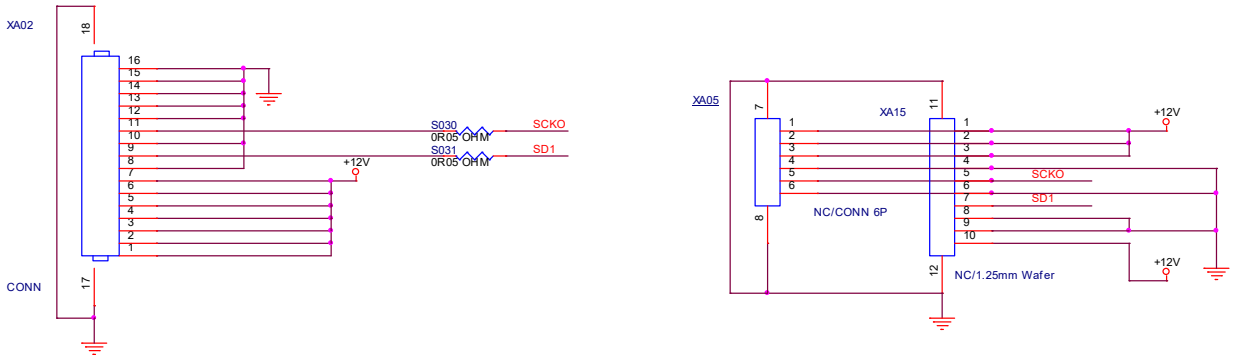 XA02
18
16
15
14
13
12
11
10
9
8
7
6
5
4
3
2
1
17
CONN
S030
0R05 OHM
SCKO
S031
0R05 OHM
SD1
+12V
XA05
7
1
2
3
4
5
6
8
NC/CONN 6P
XA15
11
1
2
3
4
5
6
7
8
9
10
12
SCKO
SD1
+12V
+12V
NC/1.25mm Wafer